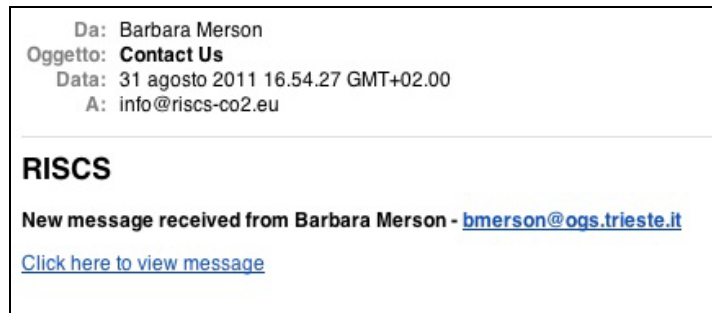 Da: Barbara Merson
Oggetto: Contact Us
Data: 31 agosto 2011 16.54.27 GMT+02.00
A: info@riscs-co2.eu
RISCS
New message received from Barbara Merson - bmerson@ogs.trieste.it
Click here to view message